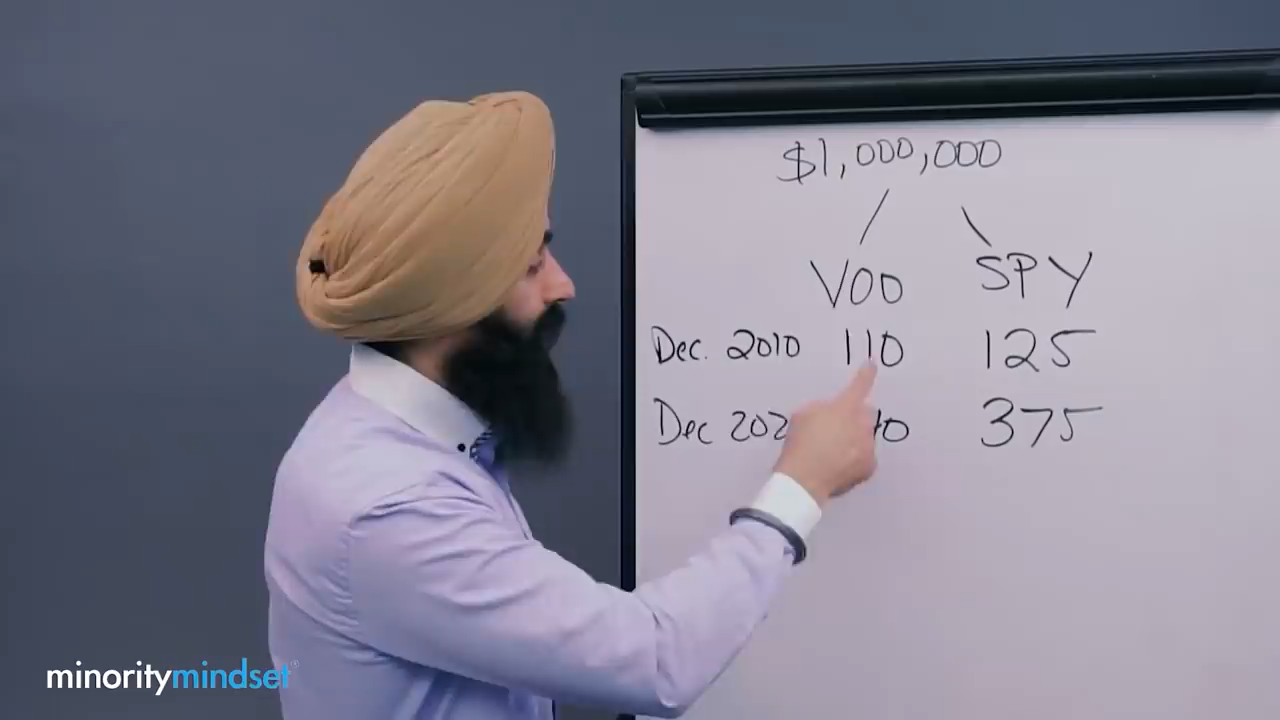 $1,000,000
VOO SPY
Dec. 2010 110 125
Dec 375
minoritymindset